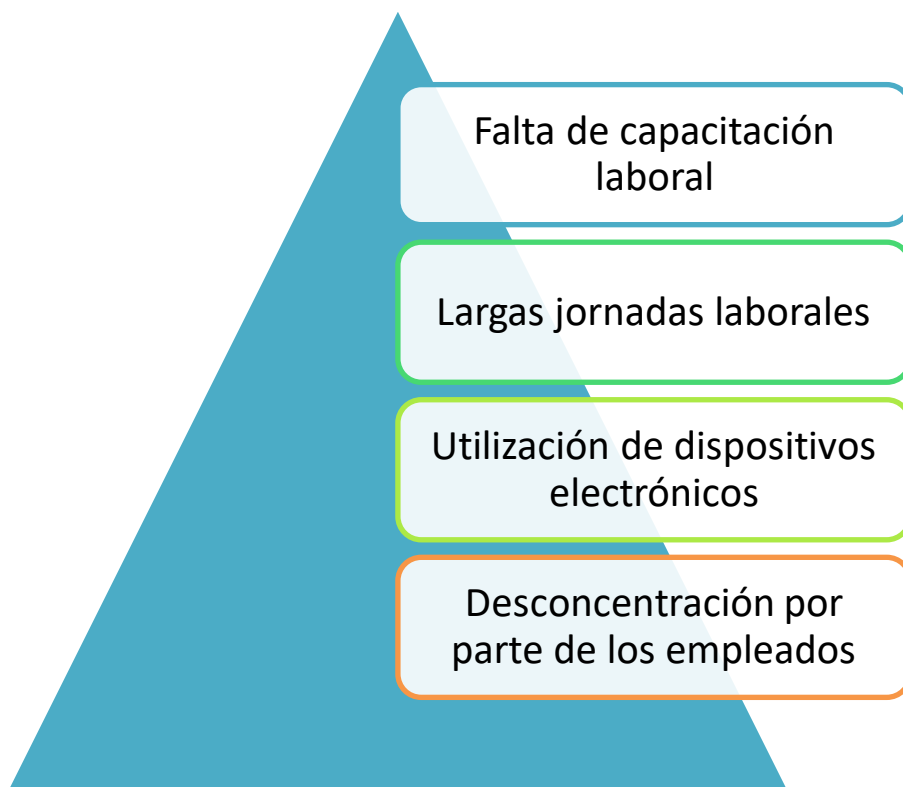 Falta de capacitación
laboral
Largas jornadas laborales
Utilización de dispositivos
electrónicos
Desconcentración por
parte de los empleados